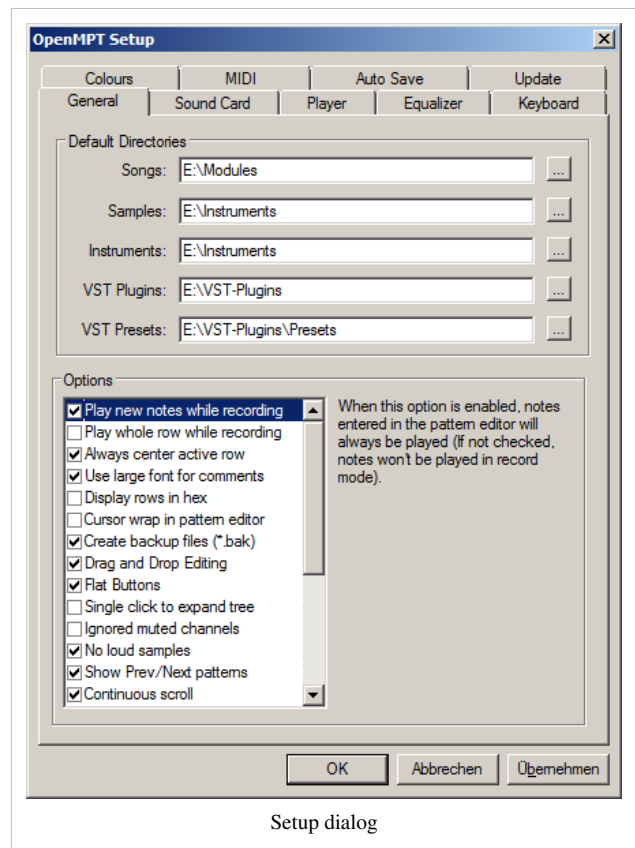 OpenMPT Setup
Colours MIDI Auto Save Update
General Sound Card Player Equalizer Keyboard
Default Directories
Songs: E:\Modules ...
Samples: E:\Instruments ...
Instruments: E:\Instruments ...
VST Plugins: E:\VST-Plugins ...
VST Presets: E:\VST-Plugins\Presets ...
Options
Play new notes while recording
Play whole row while recording
Always center active row
Use large font for comments
Display rows in hex
Cursor wrap in pattern editor
Create backup files (*.bak)
Drag and Drop Editing
Flat Buttons
Single click to expand tree
Ignored muted channels
No loud samples
Show Prev/Next patterns
Continuous scroll
When this option is enabled, notes
entered in the pattern editor will
always be played (If not checked,
notes won't be played in record
mode).
OK Abbrechen Übernehmen
Setup dialog